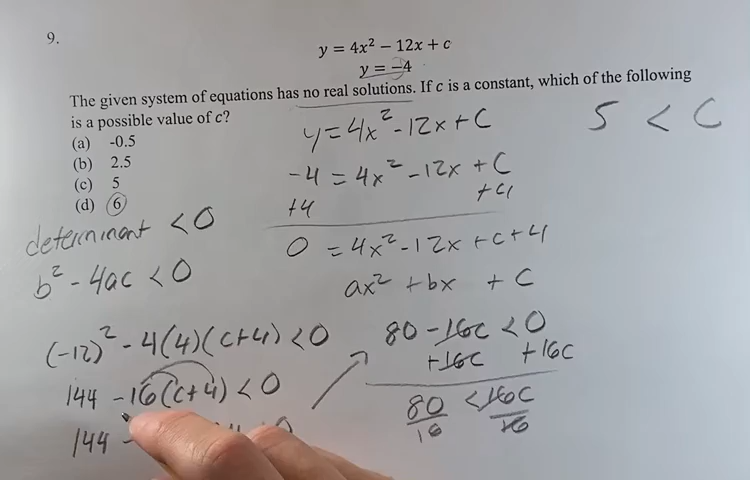 9.
y = 4x² − 12x + c
y = −4
The given system of equations has no real solutions. If c is a constant, which of the following
is a possible value of c?
(a) -0.5
(b) 2.5
(c) 5
(d) 6
y = 4x² - 12x + C
-4 = 4x² - 12x + C
+4 +4
0 = 4x² - 12x + c + 4
ax² + bx + C
5 < C
determinant < 0
b² - 4ac < 0
(-12)² - 4(4)(c+4) < 0
144 - 16(c+4) < 0
144 -
80 - 16c < 0
+16c +16c
80 < 16c
16 16